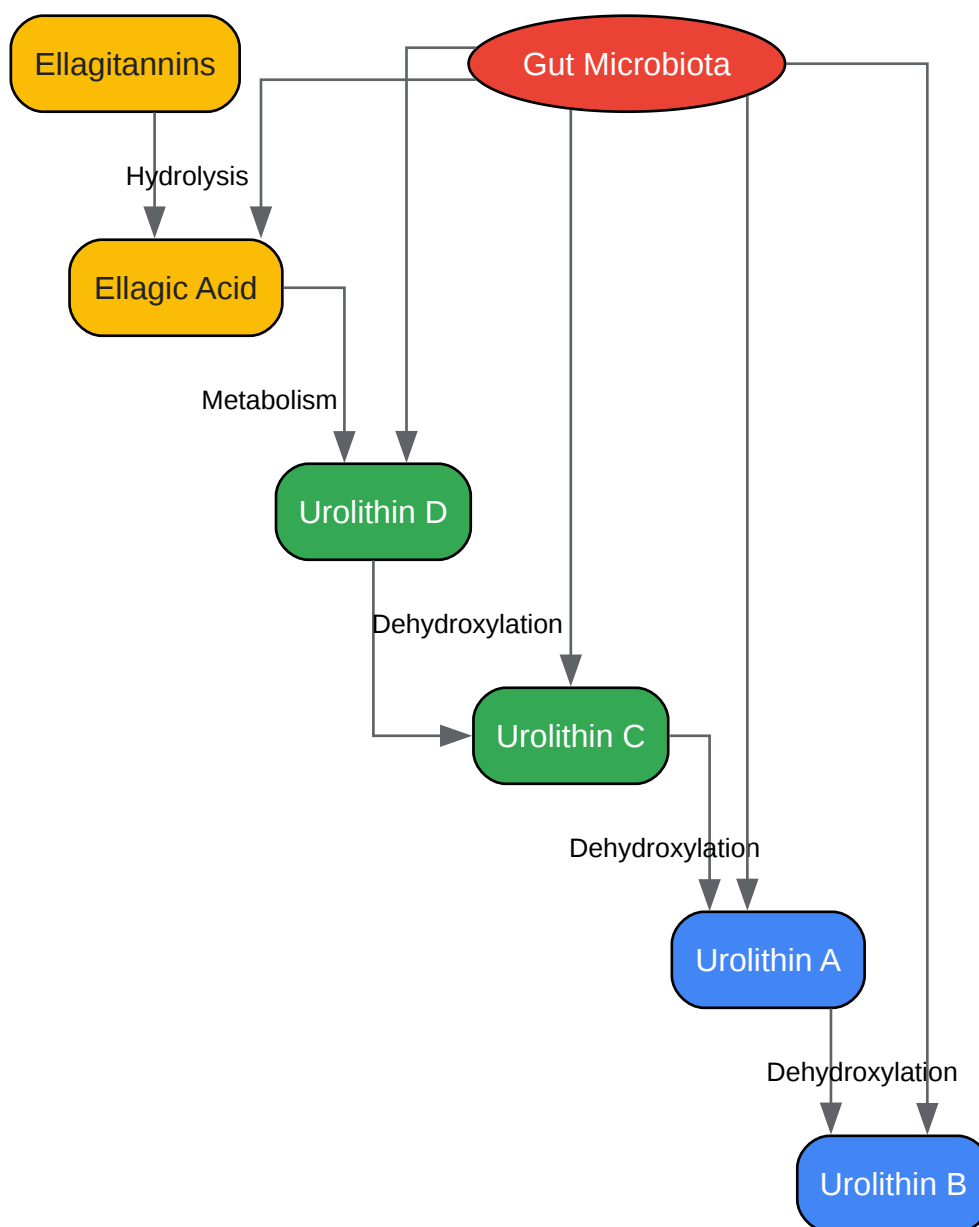 Ellagitannins
Gut Microbiota
Hydrolysis
Ellagic Acid
Metabolism
Urolithin D
Dehydroxylation
Urolithin C
Dehydroxylation
Urolithin A
Dehydroxylation
Urolithin B